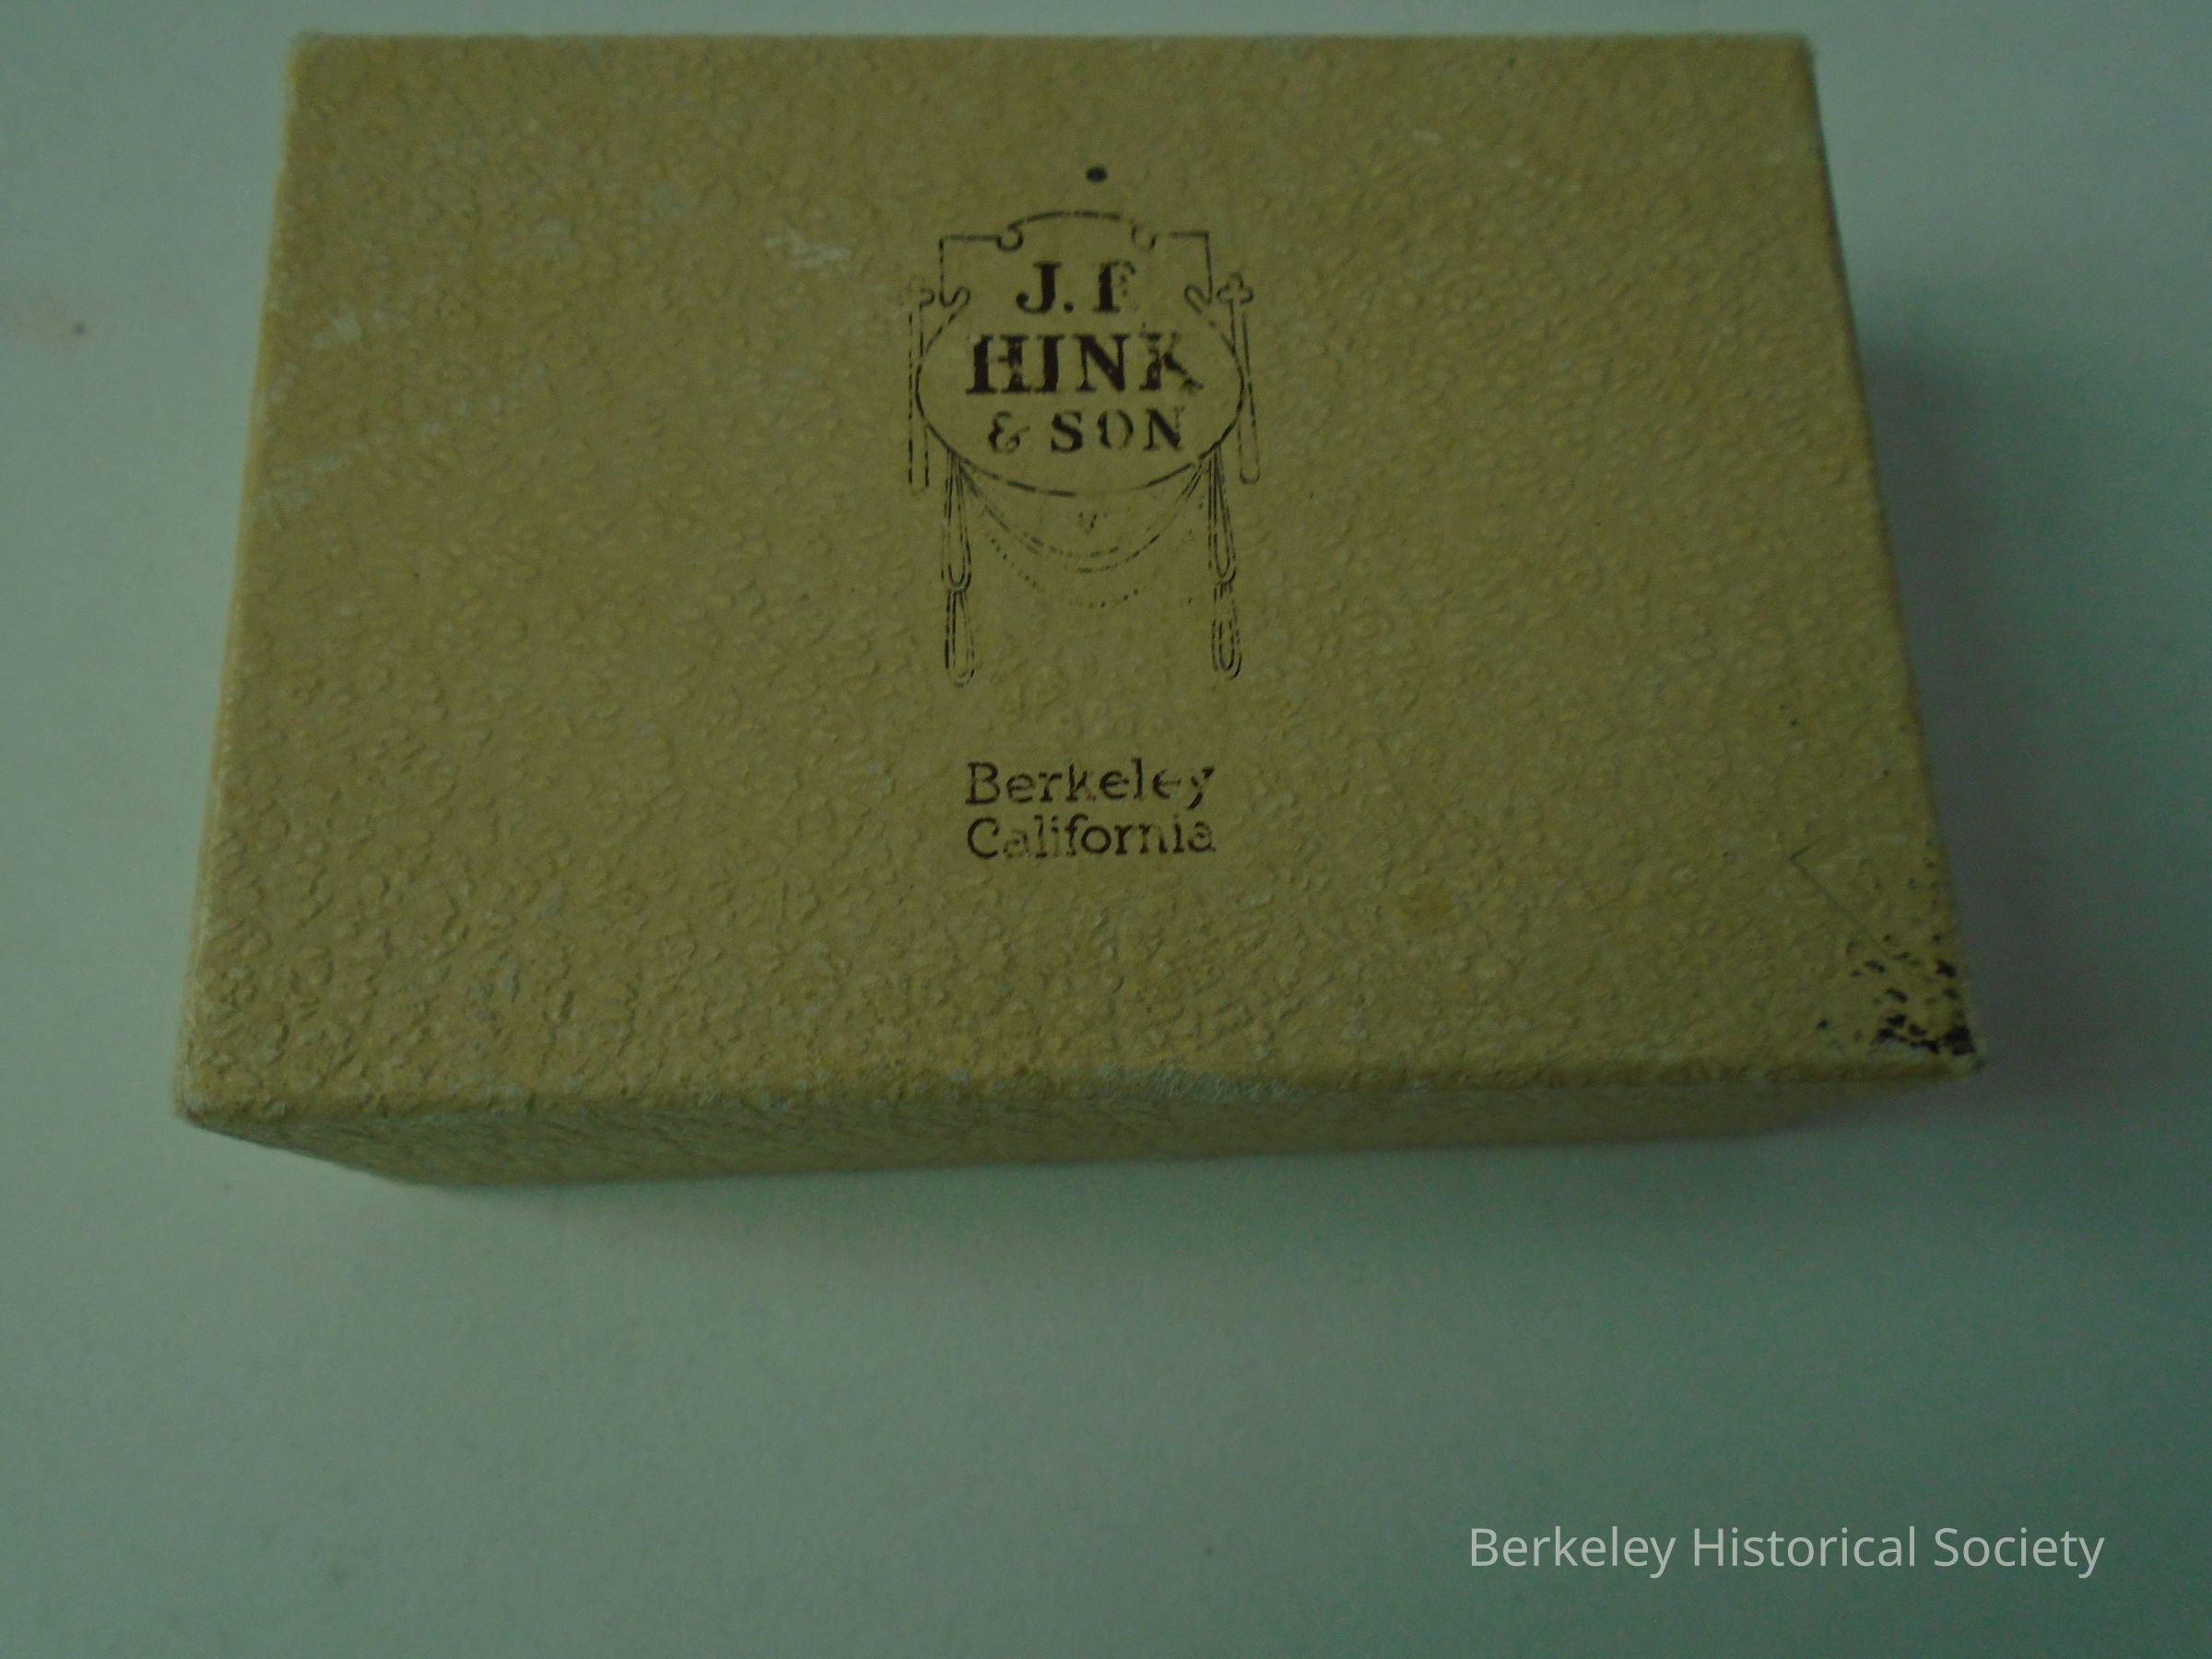 J. F
HINK
& SON
Berkeley
California
Berkeley Historical Society